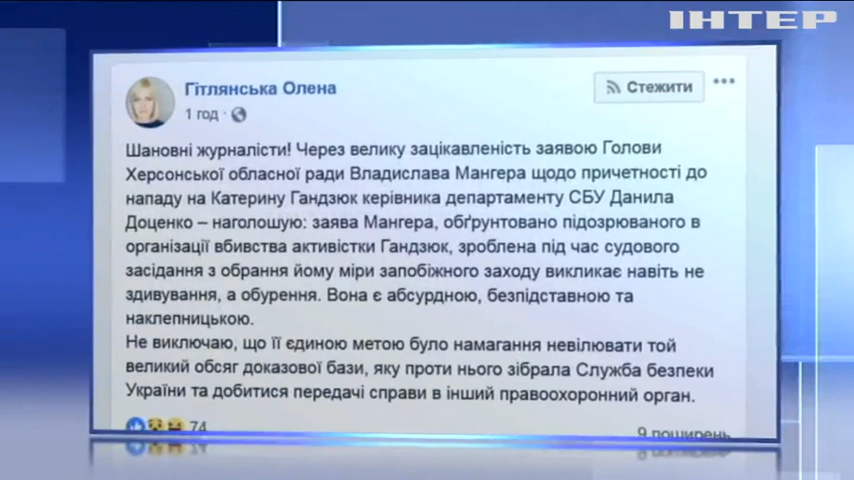 ІНТЕР
Гітлянська Олена
Стежити
1 год ·
Шановні журналісти! Через велику зацікавленість заявою Голови
Херсонської обласної ради Владислава Мангера щодо причетності до
нападу на Катерину Гандзюк керівника департаменту СБУ Данила
Доценко – наголошую: заява Мангера, обґрунтовано підозрюваного в
організації вбивства активістки Гандзюк, зроблена під час судового
засідання з обрання йому міри запобіжного заходу викликає навіть не
здивування, а обурення. Вона є абсурдною, безпідставною та
наклепницькою.
Не виключаю, що її єдиною метою було намагання невілювати той
великий обсяг доказової бази, яку проти нього зібрала Служба безпеки
України та добитися передачі справи в інший правоохоронний орган.
74
9 поширень